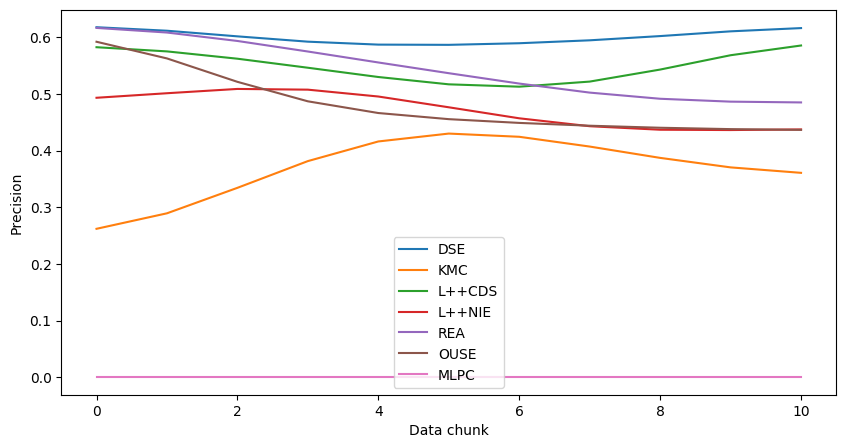 Precision
0.6
0.5
0.4
0.3
0.2
0.1
0.0
DSE
KMC
L++CDS
L++NIE
REA
OUSE
MLPC
0 2 4 6 8 10
Data chunk